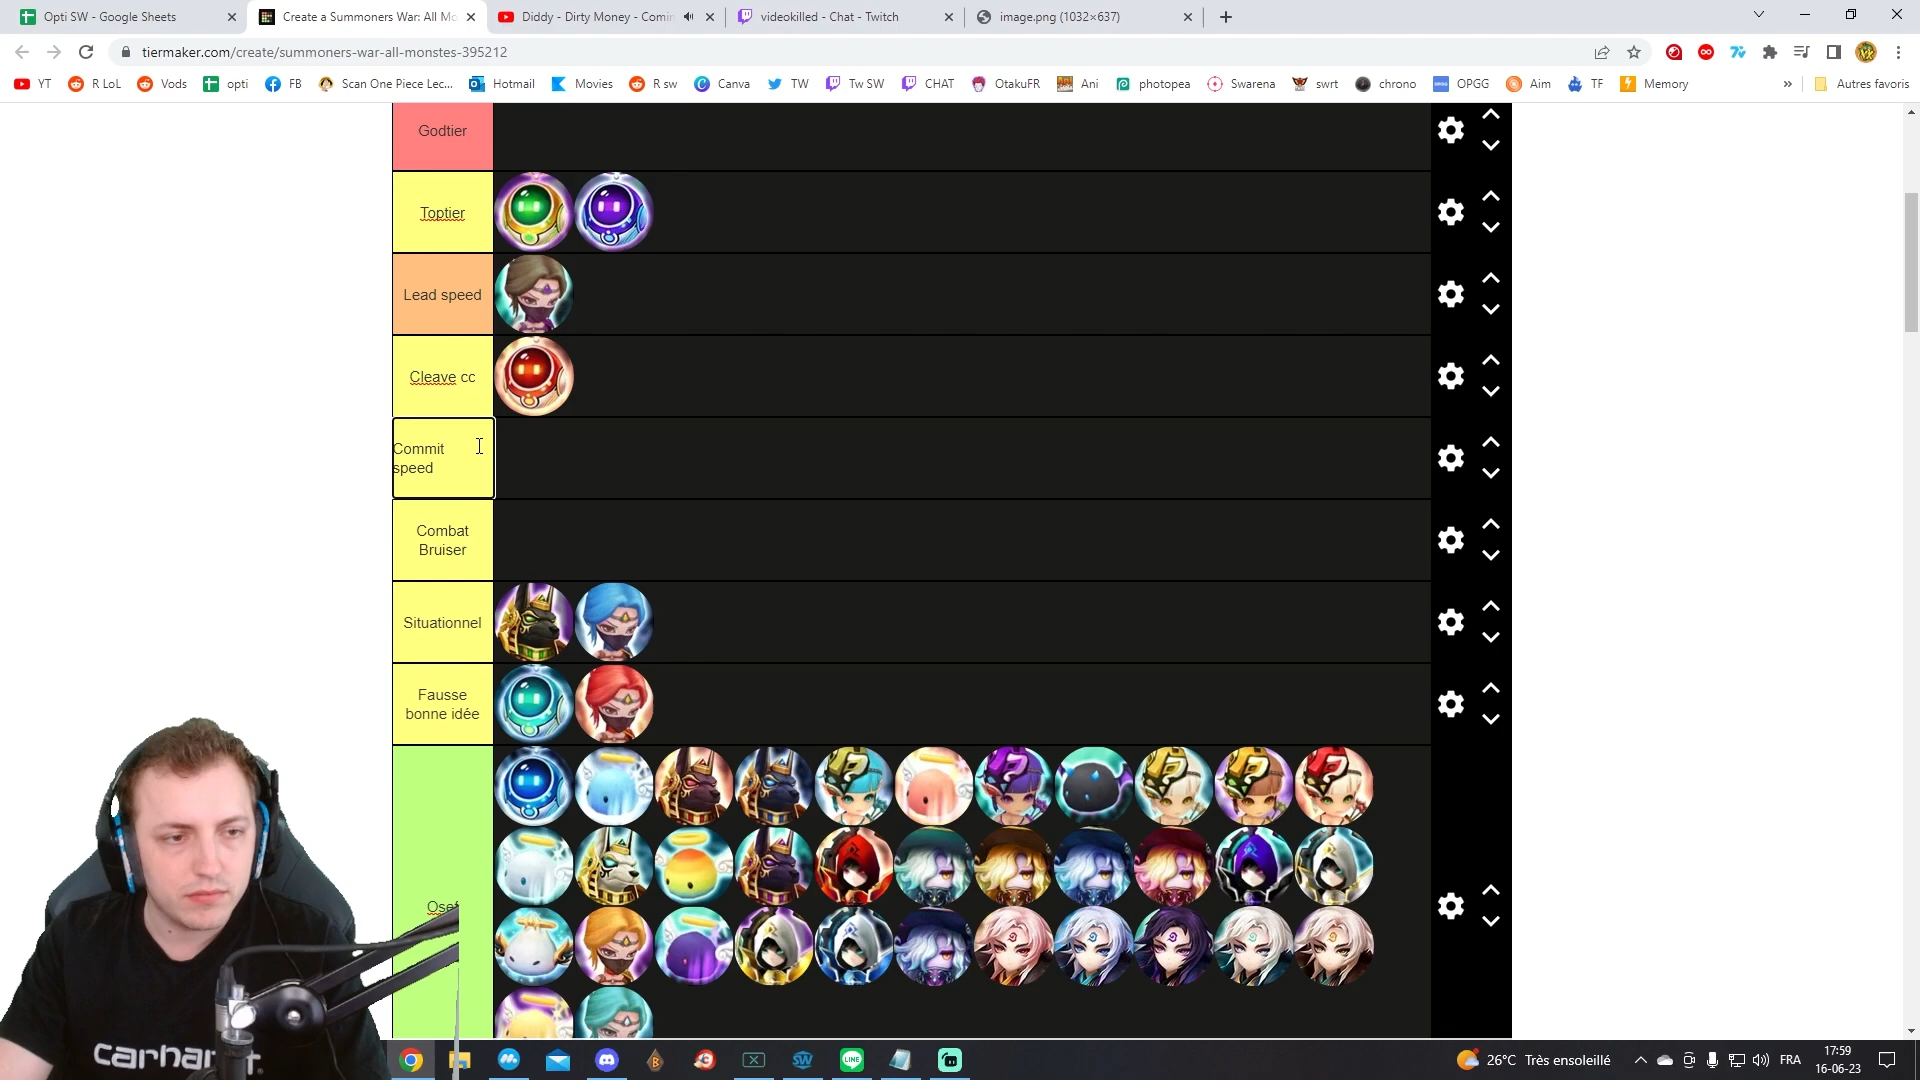 Opti SW - Google Sheets
Create a Summoners War: All Mo
Diddy - Dirty Money - Comin
videokilled - Chat - Twitch
image.png (1032×637)
tiermaker.com/create/summoners-war-all-monstes-395212
YT
R LoL
Vods
opti
FB
Scan One Piece Lec...
Hotmail
Movies
R sw
Canva
TW
Tw SW
CHAT
OtakuFR
Ani
photopea
Swarena
swrt
chrono
OPGG
Aim
TF
Memory
»
Autres favoris
Godtier
Toptier
Lead speed
Cleave cc
Commit
speed
Combat
Bruiser
Situationnel
Fausse
bonne idée
Osef
carhart
26°C Très ensoleillé
FRA
17:59
16-06-23